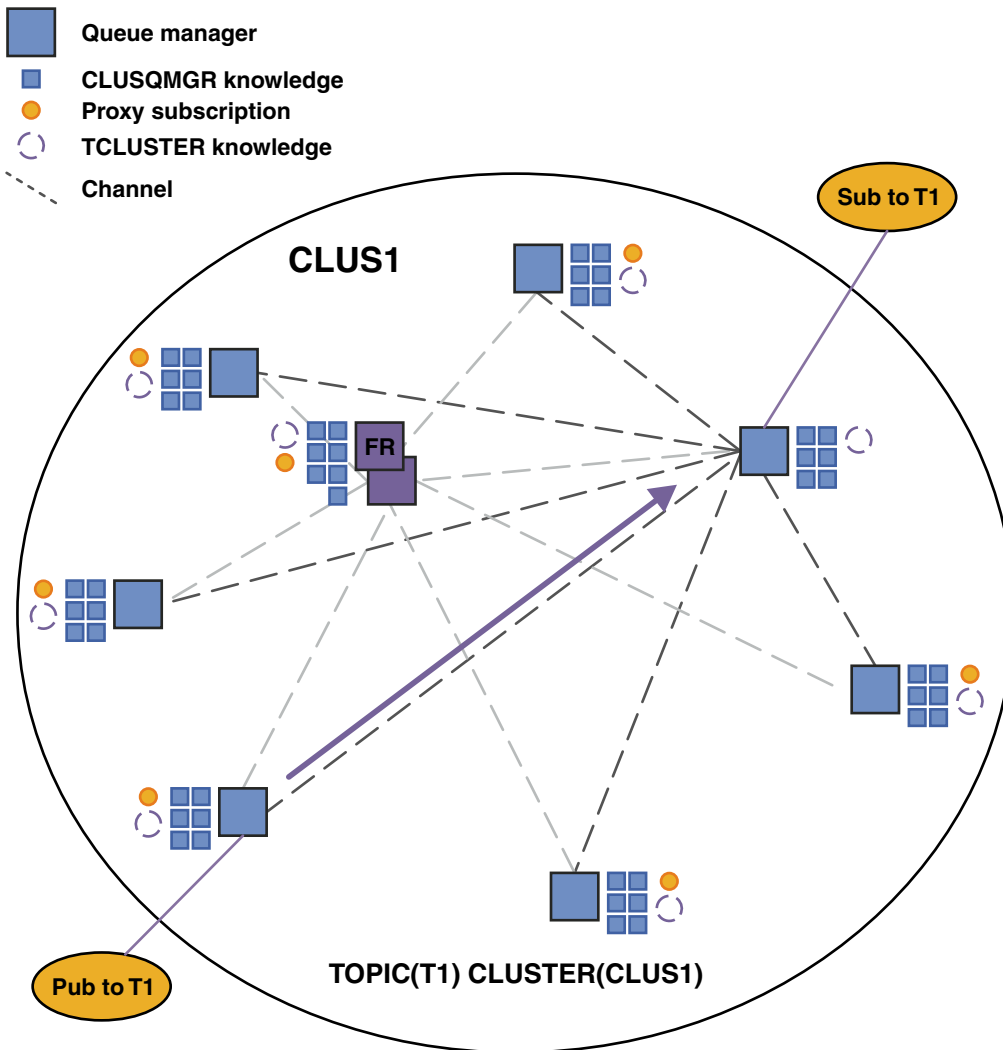 Queue manager
CLUSQMGR knowledge
Proxy subscription
TCLUSTER knowledge
Channel
Sub to T1
CLUS1
FR
Pub to T1
TOPIC(T1) CLUSTER(CLUS1)